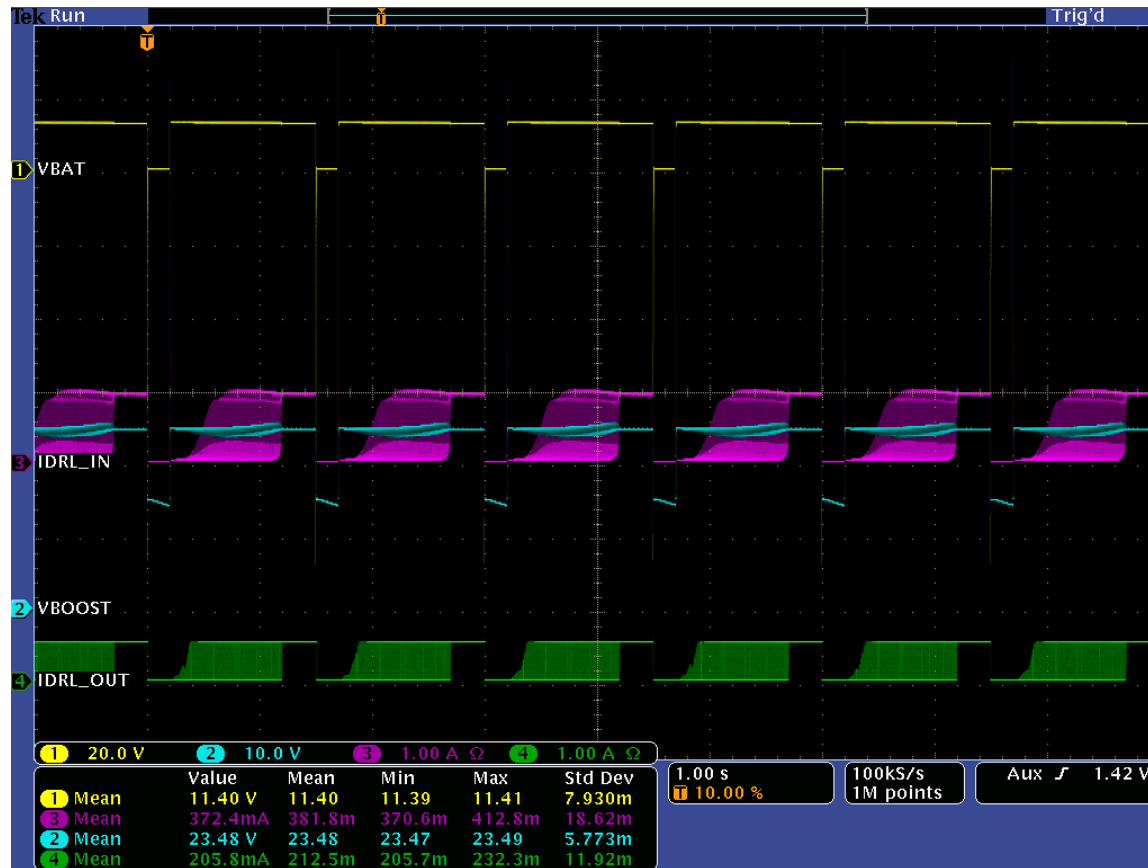 Tek Run Trig'd
T
T
1 VBAT
3 IDRL_IN
2 VBOOST
4 IDRL_OUT
1 20.0 V 2 10.0 V 3 1.00 A Ω 4 1.00 A Ω
Value Mean Min Max Std Dev
1 Mean 11.40 V 11.40 11.39 11.41 7.930m
3 Mean 372.4mA 381.8m 370.6m 412.8m 18.62m
2 Mean 23.48 V 23.48 23.47 23.49 5.773m
4 Mean 205.8mA 212.5m 205.7m 232.3m 11.92m
1.00 s
T 10.00 %
100kS/s
1M points
Aux ʃ 1.42 V